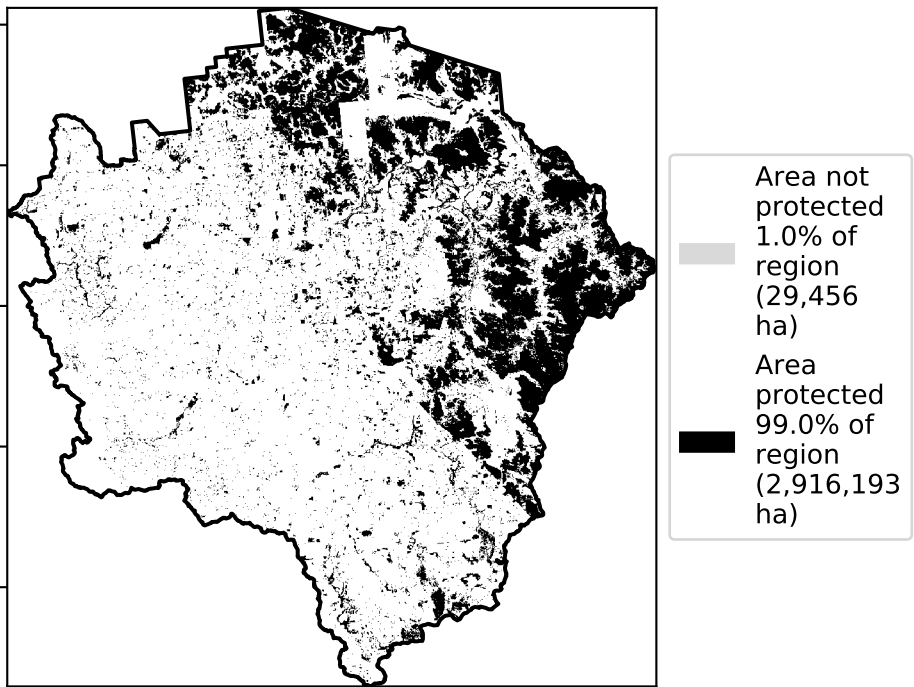 Area not
protected
1.0% of
region
(29,456
ha)
Area
protected
99.0% of
region
(2,916,193
ha)